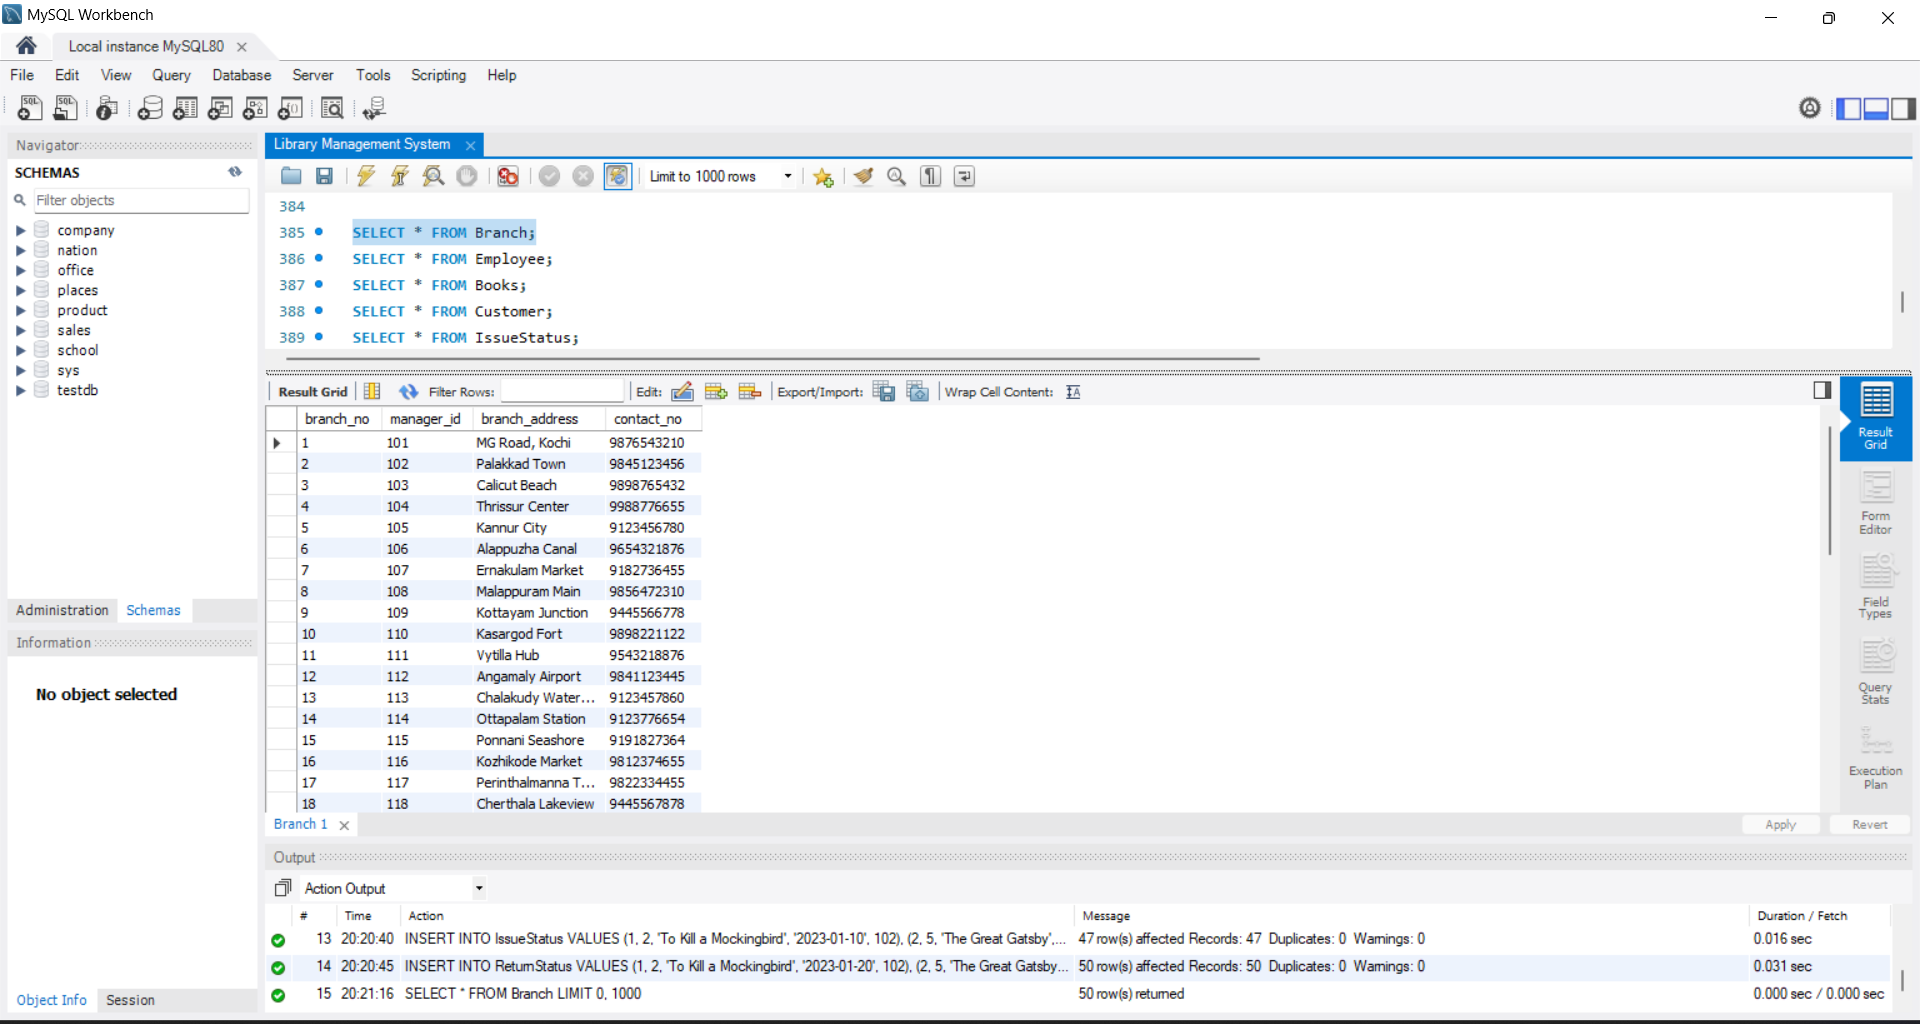 MySQL Workbench
Local instance MySQL80
File Edit View Query Database Server Tools Scripting Help
Navigator
SCHEMAS
Filter objects
company
nation
office
places
product
sales
school
sys
testdb
Administration Schemas
Information
No object selected
Object Info Session
Library Management System
Limit to 1000 rows
384
385 SELECT * FROM Branch;
386 SELECT * FROM Employee;
387 SELECT * FROM Books;
388 SELECT * FROM Customer;
389 SELECT * FROM IssueStatus;
Result Grid Filter Rows: Edit: Export/Import: Wrap Cell Content:
branch_no manager_id branch_address contact_no
1 101 MG Road, Kochi 9876543210
2 102 Palakkad Town 9845123456
3 103 Calicut Beach 9898765432
4 104 Thrissur Center 9988776655
5 105 Kannur City 9123456780
6 106 Alappuzha Canal 9654321876
7 107 Ernakulam Market 9182736455
8 108 Malappuram Main 9856472310
9 109 Kottayam Junction 9445566778
10 110 Kasargod Fort 9898221122
11 111 Vytilla Hub 9543218876
12 112 Angamaly Airport 9841123445
13 113 Chalakudy Water... 9123457860
14 114 Ottapalam Station 9123776654
15 115 Ponnani Seashore 9191827364
16 116 Kozhikode Market 9812374655
17 117 Perinthalmanna T... 9822334455
18 118 Cherthala Lakeview 9445567878
Result
Grid
Form
Editor
Field
Types
Query
Stats
Execution
Plan
Branch 1
Apply Revert
Output
Action Output
# Time Action Message Duration / Fetch
13 20:20:40 INSERT INTO IssueStatus VALUES (1, 2, 'To Kill a Mockingbird', '2023-01-10', 102), (2, 5, 'The Great Gatsby',... 47 row(s) affected Records: 47 Duplicates: 0 Warnings: 0 0.016 sec
14 20:20:45 INSERT INTO ReturnStatus VALUES (1, 2, 'To Kill a Mockingbird', '2023-01-20', 102), (2, 5, 'The Great Gatsby... 50 row(s) affected Records: 50 Duplicates: 0 Warnings: 0 0.031 sec
15 20:21:16 SELECT * FROM Branch LIMIT 0, 1000 50 row(s) returned 0.000 sec / 0.000 sec